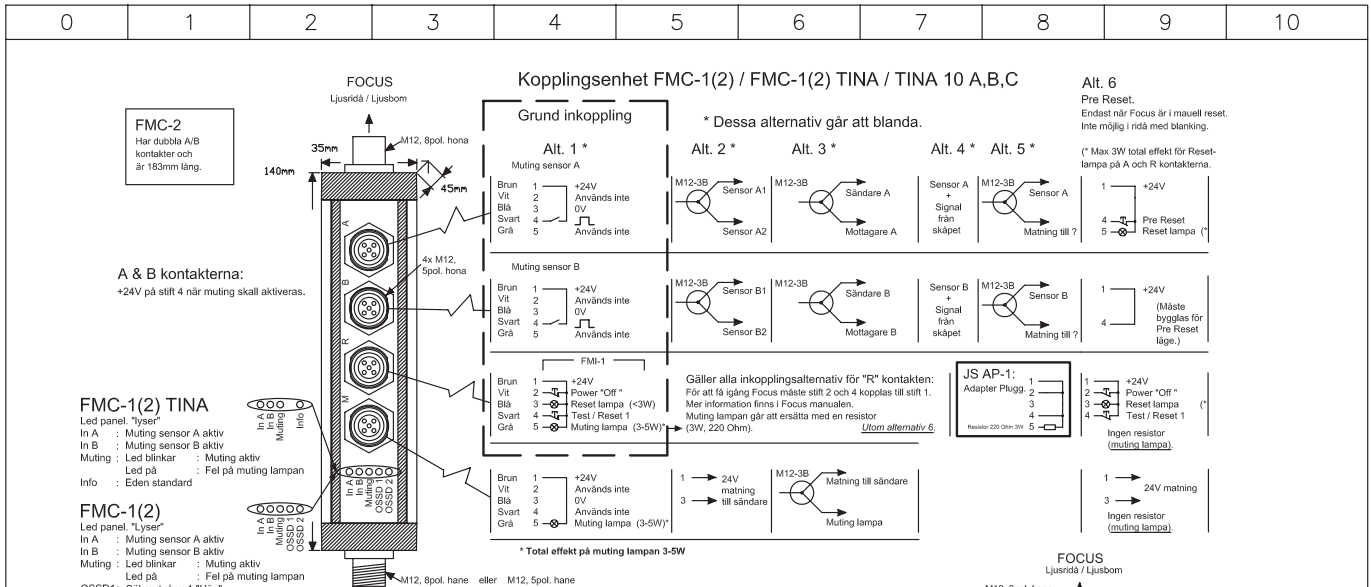 0 1 2 3 4 5 6 7 8 9 10
Kopplingsenhet FMC-1(2) / FMC-1(2) TINA / TINA 10 A,B,C
FOCUS
Ljusridå / Ljusbom
FMC-2
Har dubbla A/B
kontakter och
är 183mm lång.
M12, 8pol. hona
35mm
140mm
45mm
A
B
R
M
4x M12,
5pol. hona
A & B kontakterna:
+24V på stift 4 när muting skall aktiveras.
Grund inkoppling
* Dessa alternativ går att blanda.
Alt. 1 *
Muting sensor A
Brun 1 +24V
Vit 2 Används inte
Blå 3 0V
Svart 4
Grå 5 Används inte
Alt. 2 *
M12-3B
Sensor A1
Sensor A2
Alt. 3 *
M12-3B
Sändare A
Mottagare A
Alt. 4 *
Sensor A
+
Signal
från
skåpet
Alt. 5 *
M12-3B
Sensor A
Matning till ?
Alt. 6
Pre Reset.
Endast när Focus är i mauell reset.
Inte möjlig i ridå med blanking.
(* Max 3W total effekt för Reset-
lampa på A och R kontakterna.
1 +24V
4 Pre Reset
5 Reset lampa (*
Muting sensor B
Brun 1 +24V
Vit 2 Används inte
Blå 3 0V
Svart 4
Grå 5 Används inte
M12-3B
Sensor B1
Sensor B2
M12-3B
Sändare B
Mottagare B
Sensor B
+
Signal
från
skåpet
M12-3B
Sensor B
Matning till ?
1 +24V
4
(Måste
bygglas för
Pre Reset
läge.)
FMI-1
Brun 1 +24V
Vit 2 Power "Off "
Blå 3 Reset lampa (<3W)
Svart 4 Test / Reset 1
Grå 5 Muting lampa (3-5W)*
Gäller alla inkopplingsalternativ för "R" kontakten:
För att få igång Focus måste stift 2 och 4 kopplas till stift 1.
Mer information finns i Focus manualen.
Muting lampan går att ersätta med en resistor
(3W, 220 Ohm). Utom alternativ 6.
JS AP-1:
Adapter Plugg.
1
2
3
4
Resistor 220 Ohm 3W 5
1 +24V
2 Power "Off "
3 Reset lampa (*
4 Test / Reset 1
Ingen resistor
(muting lampa).
Brun 1 +24V
Vit 2 Används inte
Blå 3 0V
Svart 4 Används inte
Grå 5 Muting lampa (3-5W)*
1 24V
matning
3 till sändare
M12-3B
Matning till sändare
Muting lampa
1
24V matning
3
Ingen resistor
(muting lampa).
* Total effekt på muting lampan 3-5W
FMC-1(2) TINA
Led panel. "lyser"
In A : Muting sensor A aktiv
In B : Muting sensor B aktiv
Muting : Led blinkar : Muting aktiv
Led på : Fel på muting lampan
Info : Eden standard
In A
In B
Muting
Info
In A
In B
Muting
OSSD 1
OSSD 2
FMC-1(2)
Led panel. "Lyser"
In A : Muting sensor A aktiv
In B : Muting sensor B aktiv
Muting : Led blinkar : Muting aktiv
Led på : Fel på muting lampan
In A
In B
Muting
OSSD 1
OSSD 2
M12, 8pol. hane eller M12, 5pol. hane
FOCUS
Ljusridå / Ljusbom